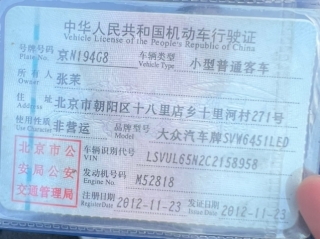 中华人民共和国机动车行驶证
Vehicle License of the People's Republic of China
号牌号码 京N194G8 车辆类型 小型普通客车
Plate No. Vehicle Type
所有人 张茉
Owner
住址 北京市朝阳区十八里店乡十里河村271号
Address
使用性质 非营运 品牌型号 大众汽车牌SVW6451LED
Use Character Model
北京市公
安局公安
交通管理局
车辆识别代号 LSVUL65N2C2158958
VIN
发动机号码 M52818
Engine No.
注册日期 2012-11-23 发证日期 2012-11-23
Register Date Issue Date